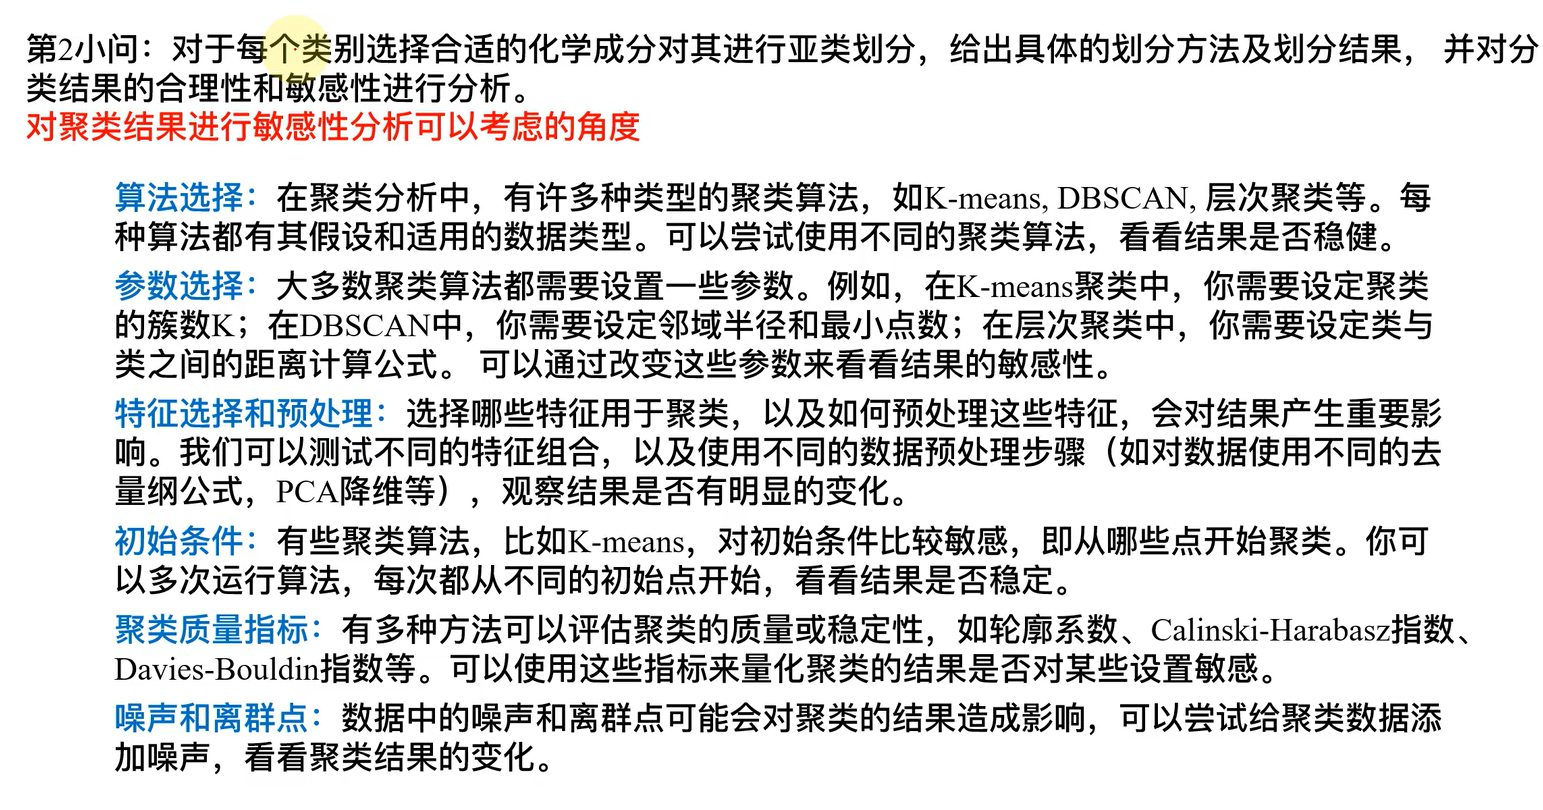 第2小问：对于每个类别选择合适的化学成分对其进行亚类划分，给出具体的划分方法及划分结果， 并对分
类结果的合理性和敏感性进行分析。
对聚类结果进行敏感性分析可以考虑的角度
算法选择：在聚类分析中，有许多种类型的聚类算法，如K-means, DBSCAN, 层次聚类等。每
种算法都有其假设和适用的数据类型。可以尝试使用不同的聚类算法，看看结果是否稳健。
参数选择：大多数聚类算法都需要设置一些参数。例如，在K-means聚类中，你需要设定聚类
的簇数K；在DBSCAN中，你需要设定邻域半径和最小点数；在层次聚类中，你需要设定类与
类之间的距离计算公式。 可以通过改变这些参数来看看结果的敏感性。
特征选择和预处理：选择哪些特征用于聚类，以及如何预处理这些特征，会对结果产生重要影
响。我们可以测试不同的特征组合，以及使用不同的数据预处理步骤（如对数据使用不同的去
量纲公式，PCA降维等），观察结果是否有明显的变化。
初始条件：有些聚类算法，比如K-means，对初始条件比较敏感，即从哪些点开始聚类。你可
以多次运行算法，每次都从不同的初始点开始，看看结果是否稳定。
聚类质量指标：有多种方法可以评估聚类的质量或稳定性，如轮廓系数、Calinski-Harabasz指数、
Davies-Bouldin指数等。可以使用这些指标来量化聚类的结果是否对某些设置敏感。
噪声和离群点：数据中的噪声和离群点可能会对聚类的结果造成影响，可以尝试给聚类数据添
加噪声，看看聚类结果的变化。